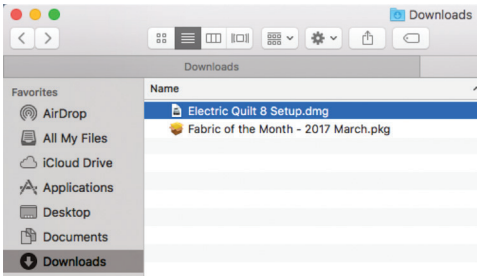 Downloads
Downloads
Favorites
AirDrop
All My Files
iCloud Drive
Applications
Desktop
Documents
Downloads
Name
Electric Quilt 8 Setup.dmg
Fabric of the Month - 2017 March.pkg